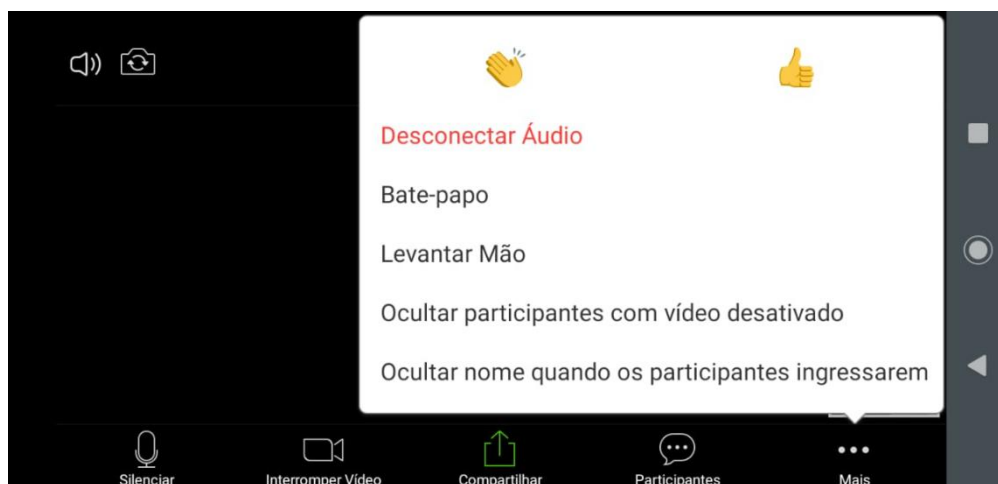 Desconectar Áudio
Bate-papo
Levantar Mão
Ocultar participantes com vídeo desativado
Ocultar nome quando os participantes ingressarem
Silenciar
Interromper Vídeo
Compartilhar
Participantes
Mais